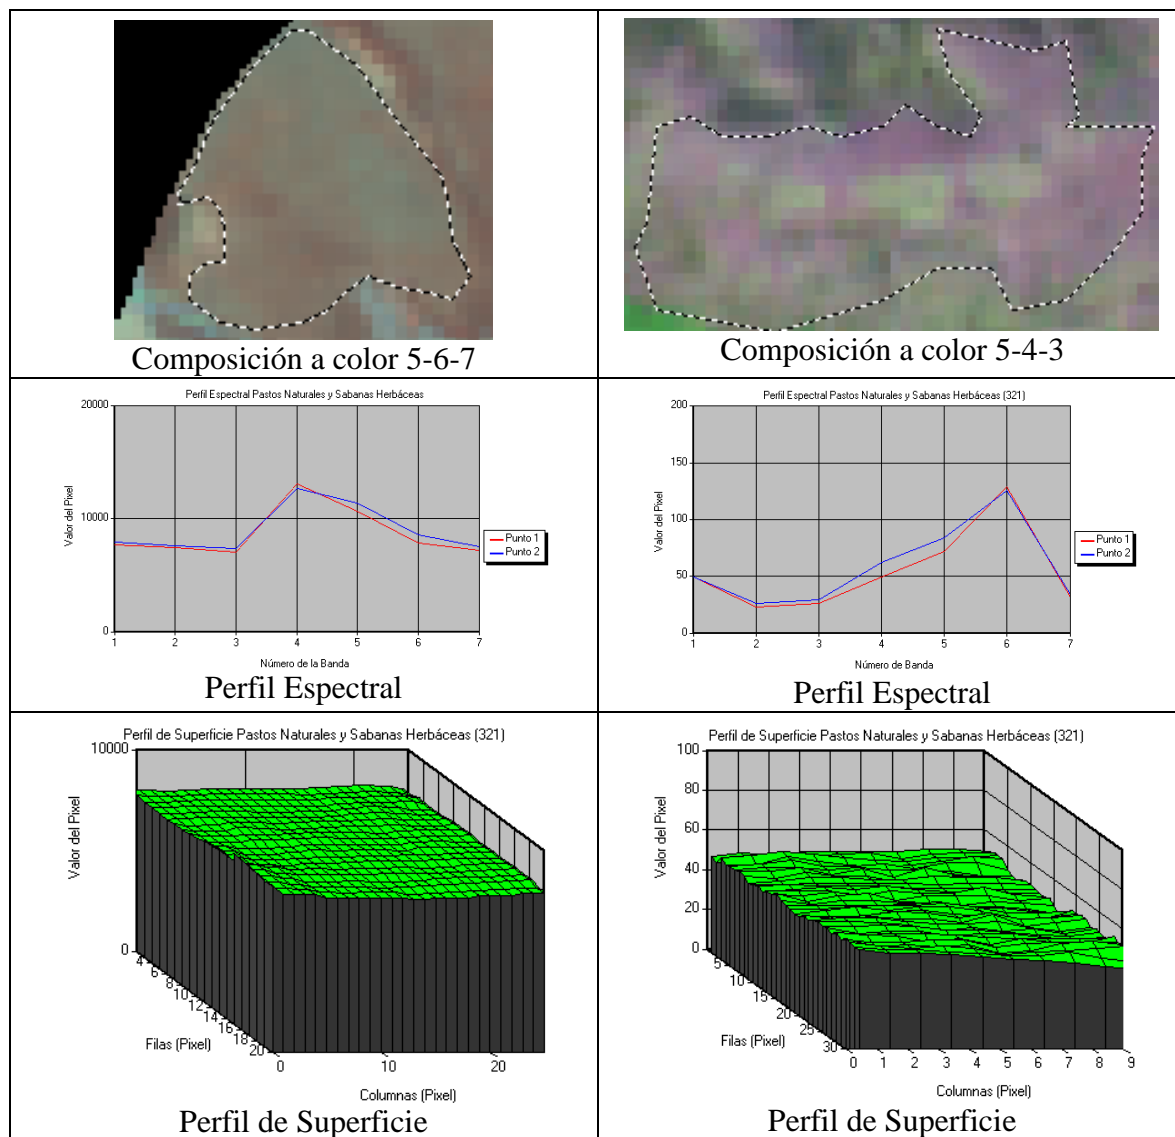 Composición a color 5-6-7
Composición a color 5-4-3
Perfil Espectral Pastos Naturales y Sabanas Herbáceas
20000
10000
0
Valor del Pixel
1 2 3 4 5 6 7
Número de la Banda
Punto 1
Punto 2
Perfil Espectral
Perfil Espectral Pastos Naturales y Sabanas Herbáceas (321)
200
150
100
50
0
Valor del Pixel
1 2 3 4 5 6 7
Número de Banda
Punto 1
Punto 2
Perfil Espectral
Perfil de Superficie Pastos Naturales y Sabanas Herbáceas (321)
10000
0
Valor del Pixel
4 6 8 10 12 14 16 18 20
Filas (Pixel)
0 10 20
Columnas (Pixel)
Perfil de Superficie
Perfil de Superficie Pastos Naturales y Sabanas Herbáceas (321)
100
80
60
40
20
0
Valor del Pixel
5 10 15 20 25 30
Filas (Pixel)
0 1 2 3 4 5 6 7 8 9
Columnas (Pixel)
Perfil de Superficie